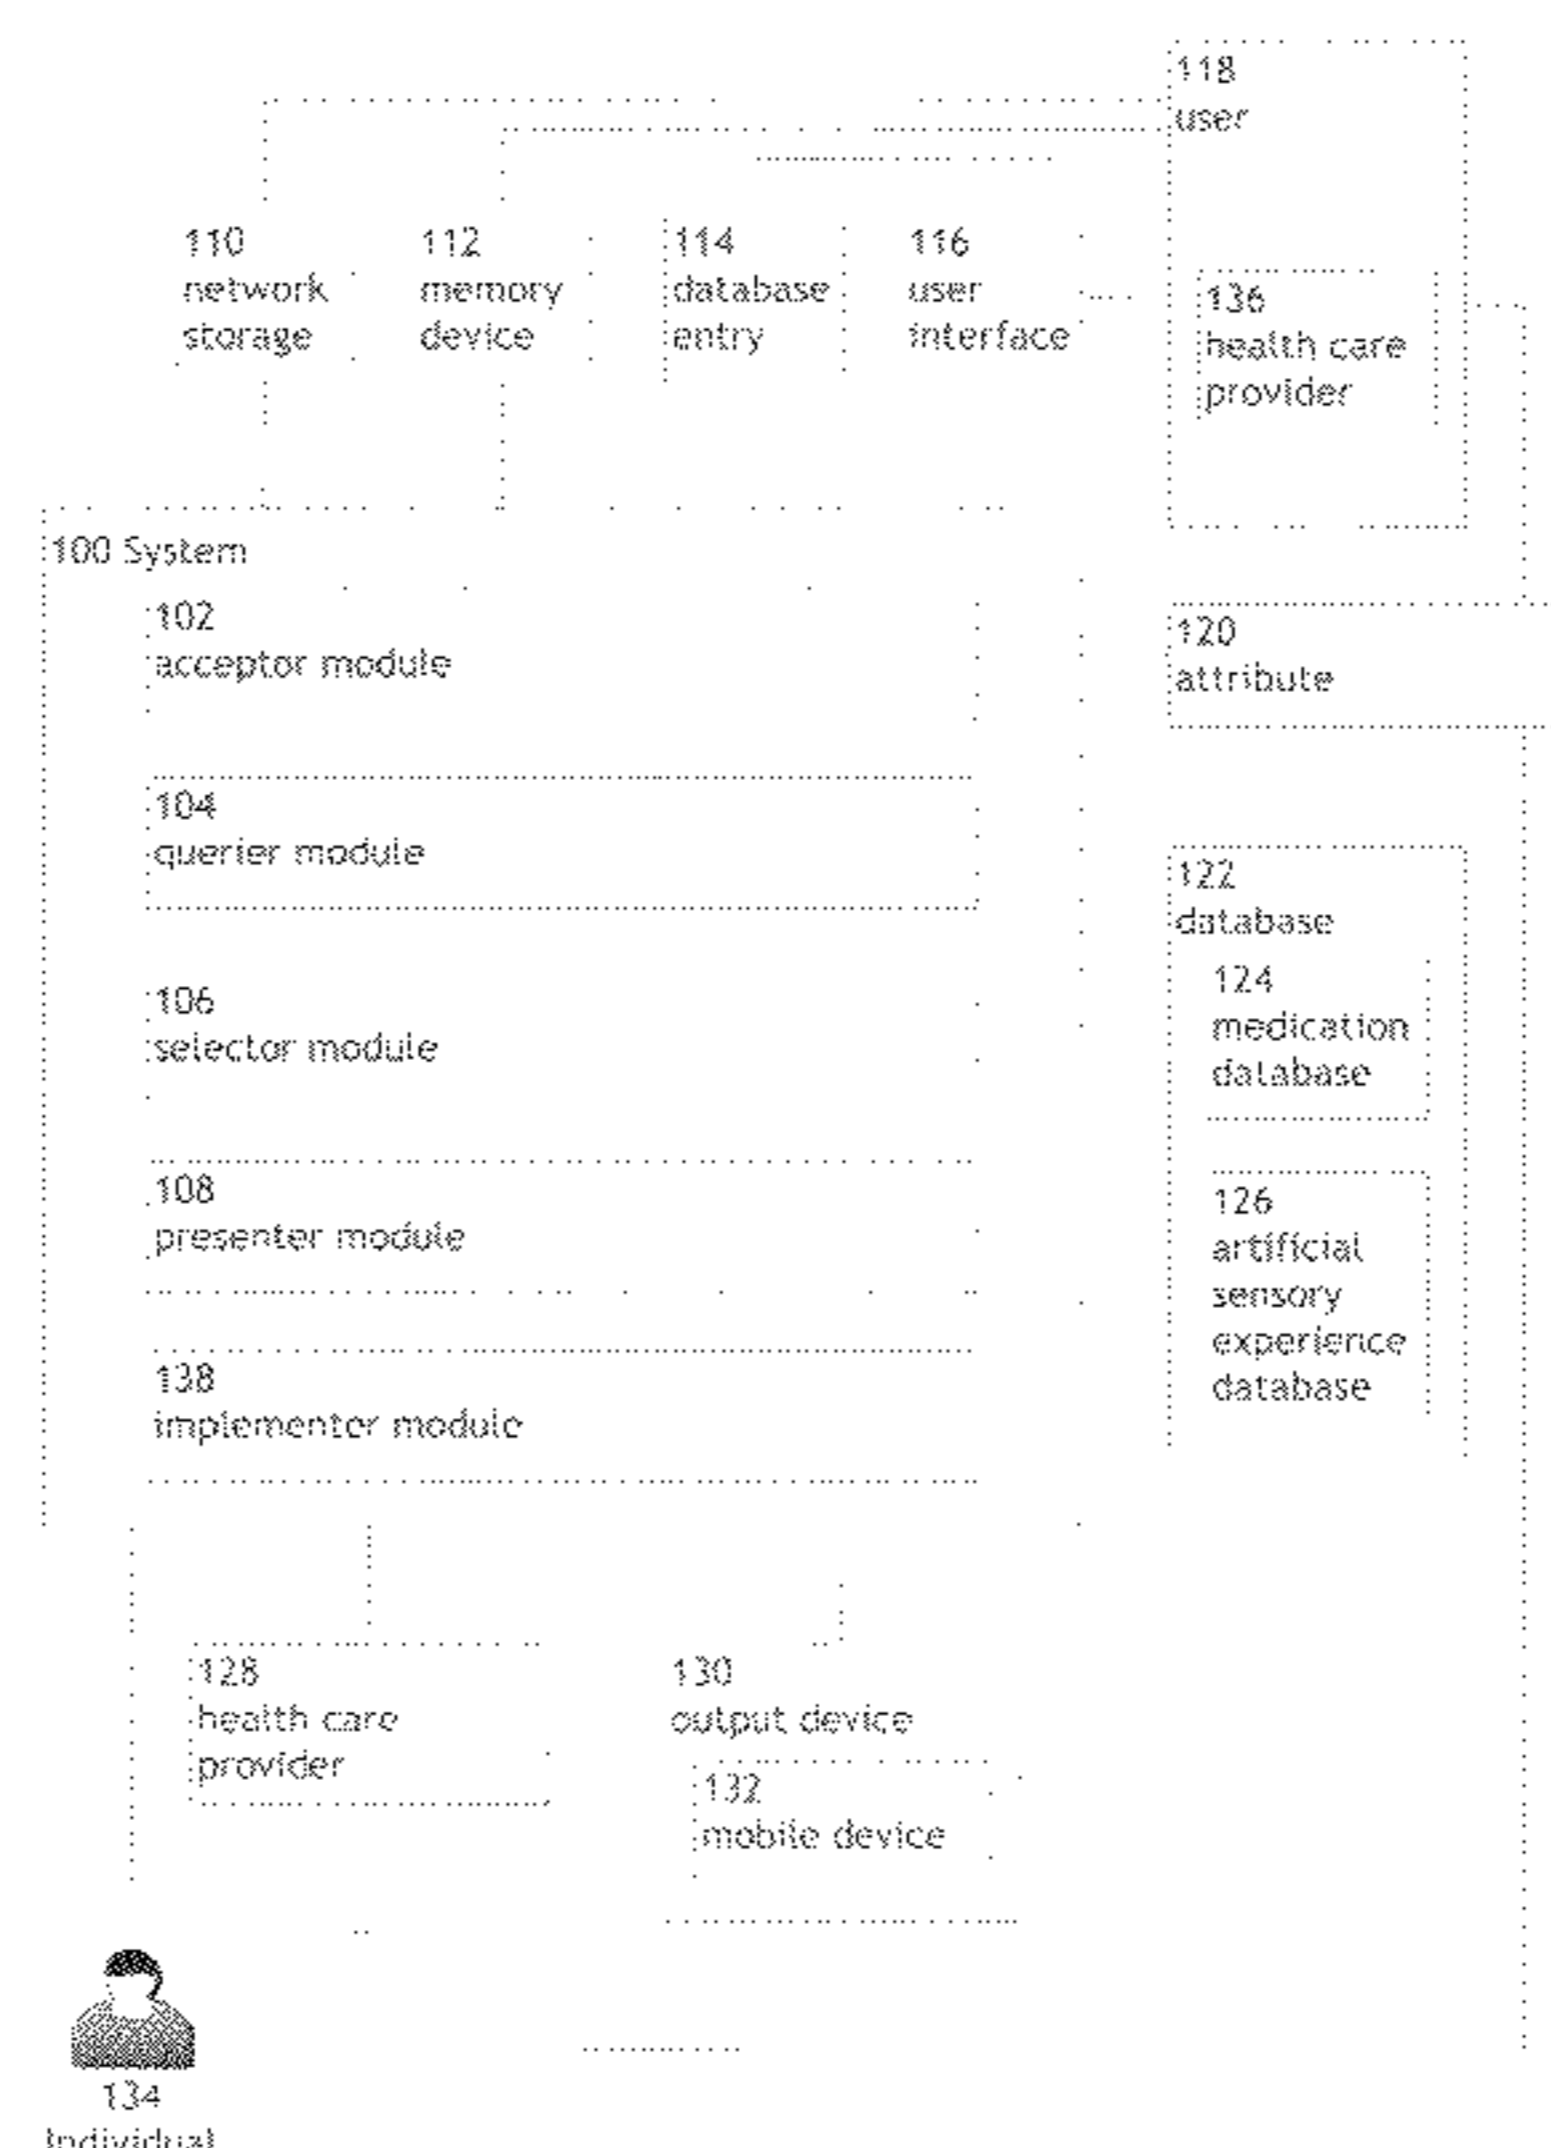 118
user
110
network
storage
112
memory
device
114
database
entry
116
user
interface
136
health care
provider
100 System
102
acceptor module
120
attribute
104
querier module
122
database
124
medication
database
106
selector module
126
artificial
sensory
experience
database
108
presenter module
138
implementer module
128
health care
provider
130
output device
132
mobile device
134
Individual